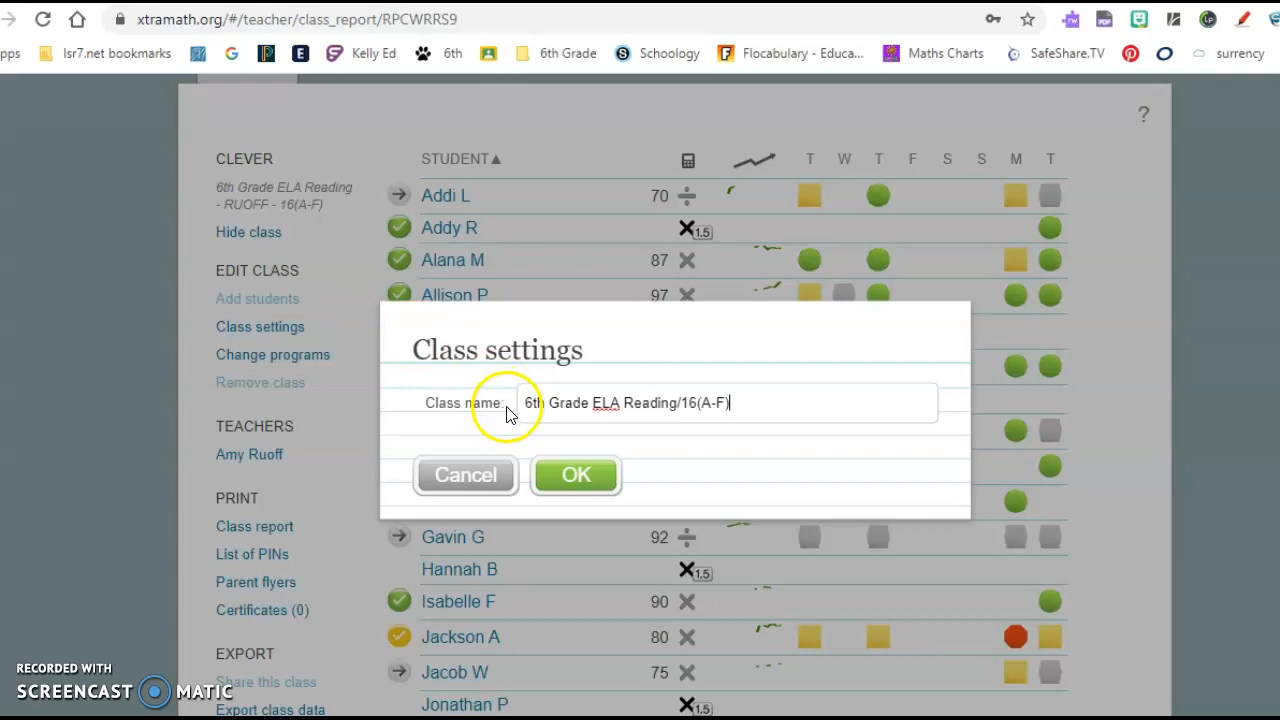 xtramath.org/#/teacher/class_report/RPCWRRS9
pps lsr7.net bookmarks G P E Kelly Ed 6th 6th Grade S Schoology Flocabulary - Educa... Maths Charts SafeShare.TV surrency
?
CLEVER
6th Grade ELA Reading
- RUOFF - 16(A-F)
Hide class
EDIT CLASS
Add students
Class settings
Change programs
Remove class
TEACHERS
Amy Ruoff
PRINT
Class report
List of PINs
Parent flyers
Certificates (0)
EXPORT
Share this class
Export class data
STUDENT▲ T W T F S S M T
Addi L 70 ÷
Addy R ×1.5
Alana M 87 ×
Allison P 97 ×
Class settings
Class name: 6th Grade ELA Reading/16(A-F)
Cancel OK
Gavin G 92 ÷
Hannah B ×1.5
Isabelle F 90 ×
Jackson A 80 ×
Jacob W 75 ×
Jonathan P ×1.5
RECORDED WITH
SCREENCAST MATIC